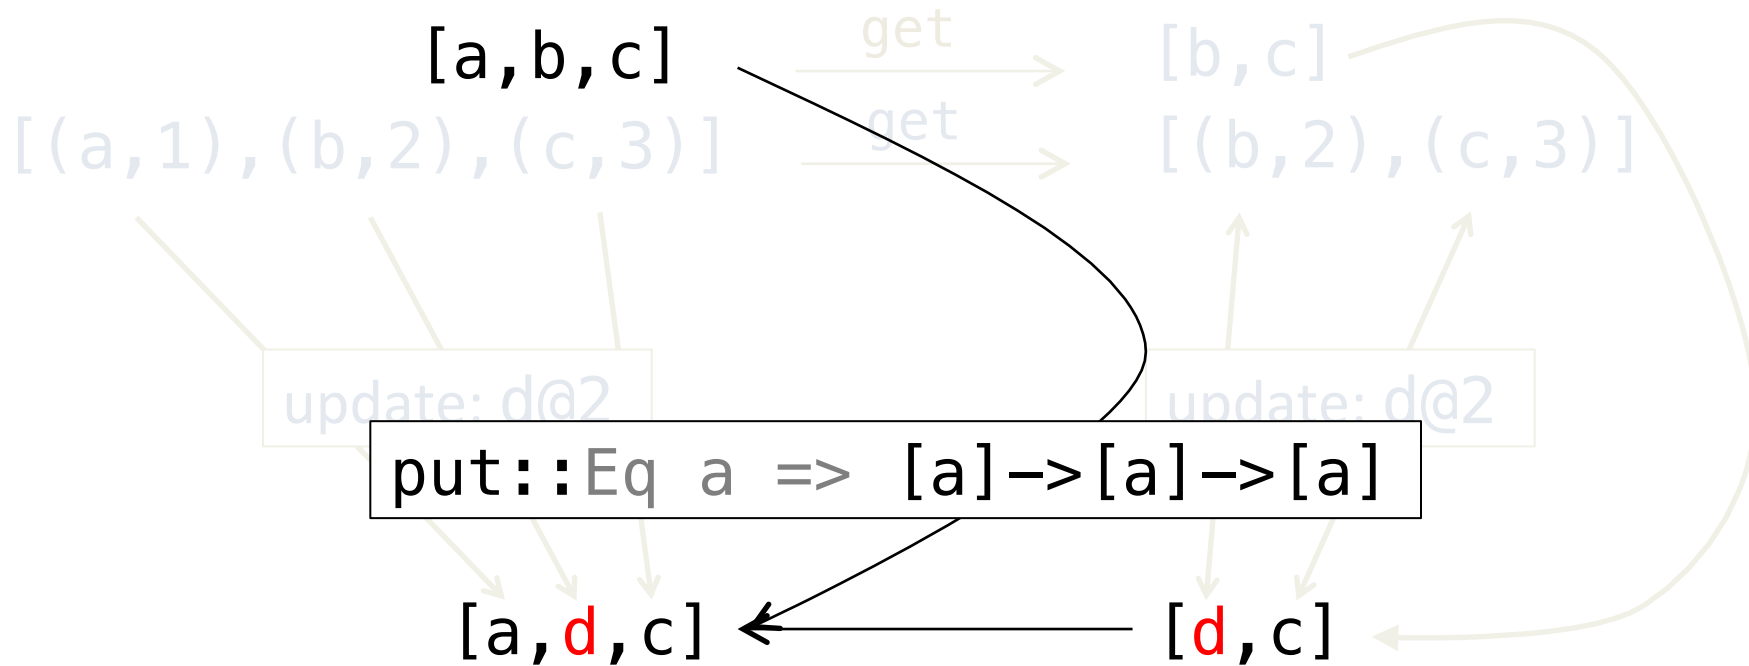 get
[a,b,c] [b,c]
get
[(a,1),(b,2),(c,3)] [(b,2),(c,3)]
update: d@2 update: d@2
put::Eq a => [a]->[a]->[a]
[a,d,c] [d,c]